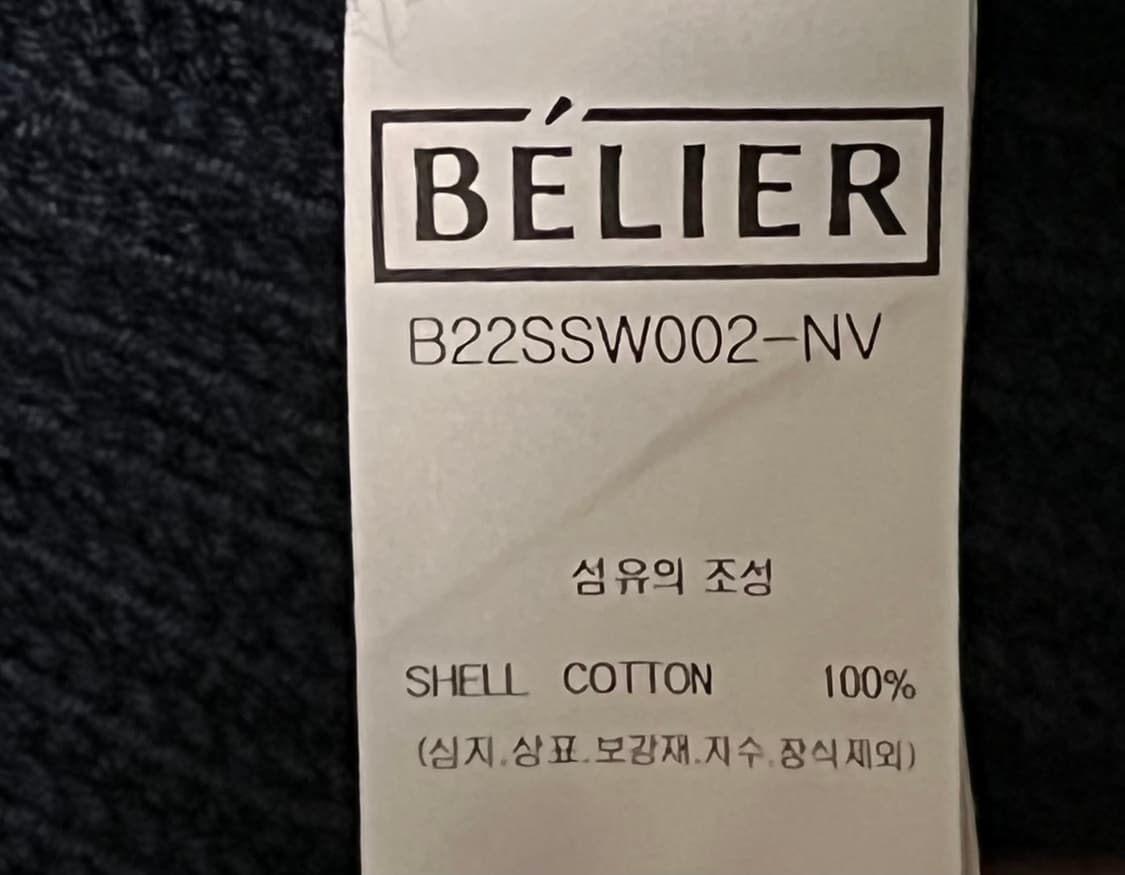 BÉLIER
B22SSW002-NV
섬유의 조성
SHELL COTTON 100%
(심지.상표.보강재.자수.장식제외)